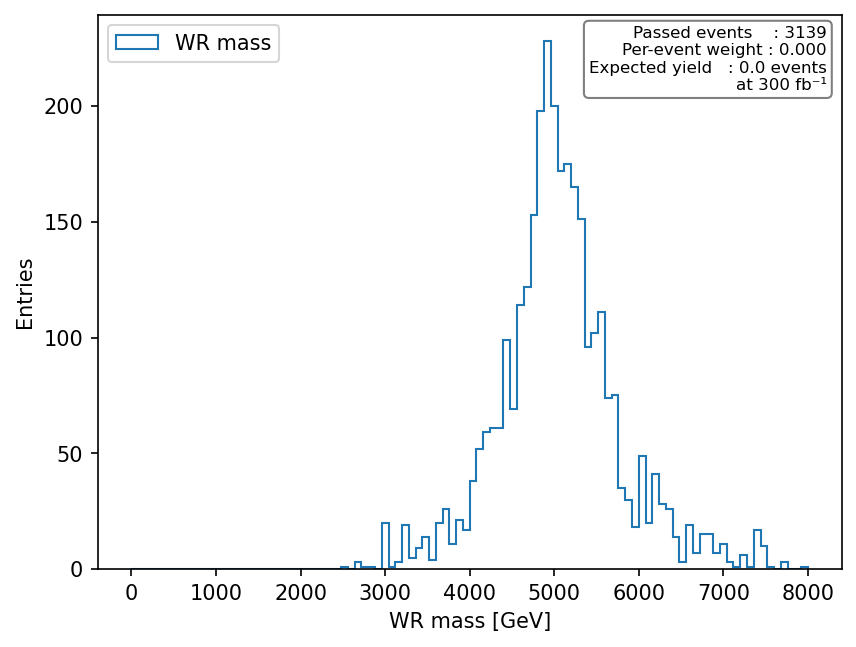 WR mass
Passed events    : 3139
Per-event weight : 0.000
Expected yield   : 0.0 events
at 300 fb⁻¹
200
150
100
50
0
Entries
0 1000 2000 3000 4000 5000 6000 7000 8000
WR mass [GeV]